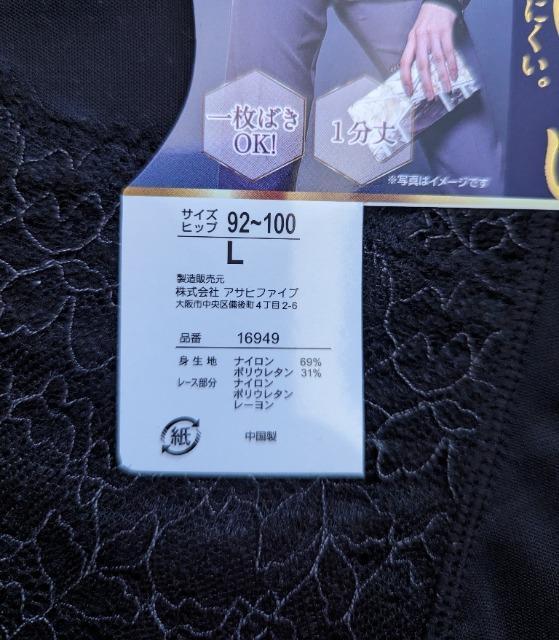 にくい。
一枚ばき
OK!
1分丈
※写真はイメージです
サイズ
ヒップ 92~100
L
製造販売元
株式会社 アサヒファイブ
大阪市中央区備後町4丁目2-6
品番 16949
身生地 ナイロン 69%
ポリウレタン 31%
レース部分 ナイロン
ポリウレタン
レーヨン
紙
中国製